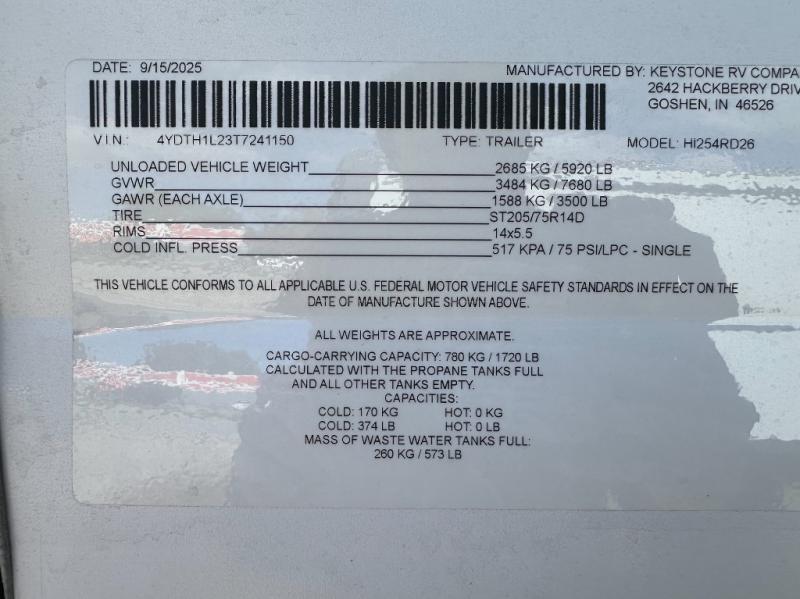 DATE: 9/15/2025
MANUFACTURED BY: KEYSTONE RV COMPA
2642 HACKBERRY DRIV
GOSHEN, IN 46526
VIN: 4YDTH1L23T7241150 TYPE: TRAILER MODEL: HI254RD26
UNLOADED VEHICLE WEIGHT 2685 KG / 5920 LB
GVWR 3484 KG / 7680 LB
GAWR (EACH AXLE) 1588 KG / 3500 LB
TIRE ST205/75R14D
RIMS 14x5.5
COLD INFL. PRESS 517 KPA / 75 PSI/LPC - SINGLE
THIS VEHICLE CONFORMS TO ALL APPLICABLE U.S. FEDERAL MOTOR VEHICLE SAFETY STANDARDS IN EFFECT ON THE
DATE OF MANUFACTURE SHOWN ABOVE.
ALL WEIGHTS ARE APPROXIMATE.
CARGO-CARRYING CAPACITY: 780 KG / 1720 LB
CALCULATED WITH THE PROPANE TANKS FULL
AND ALL OTHER TANKS EMPTY.
CAPACITIES:
COLD: 170 KG HOT: 0 KG
COLD: 374 LB HOT: 0 LB
MASS OF WASTE WATER TANKS FULL:
260 KG / 573 LB